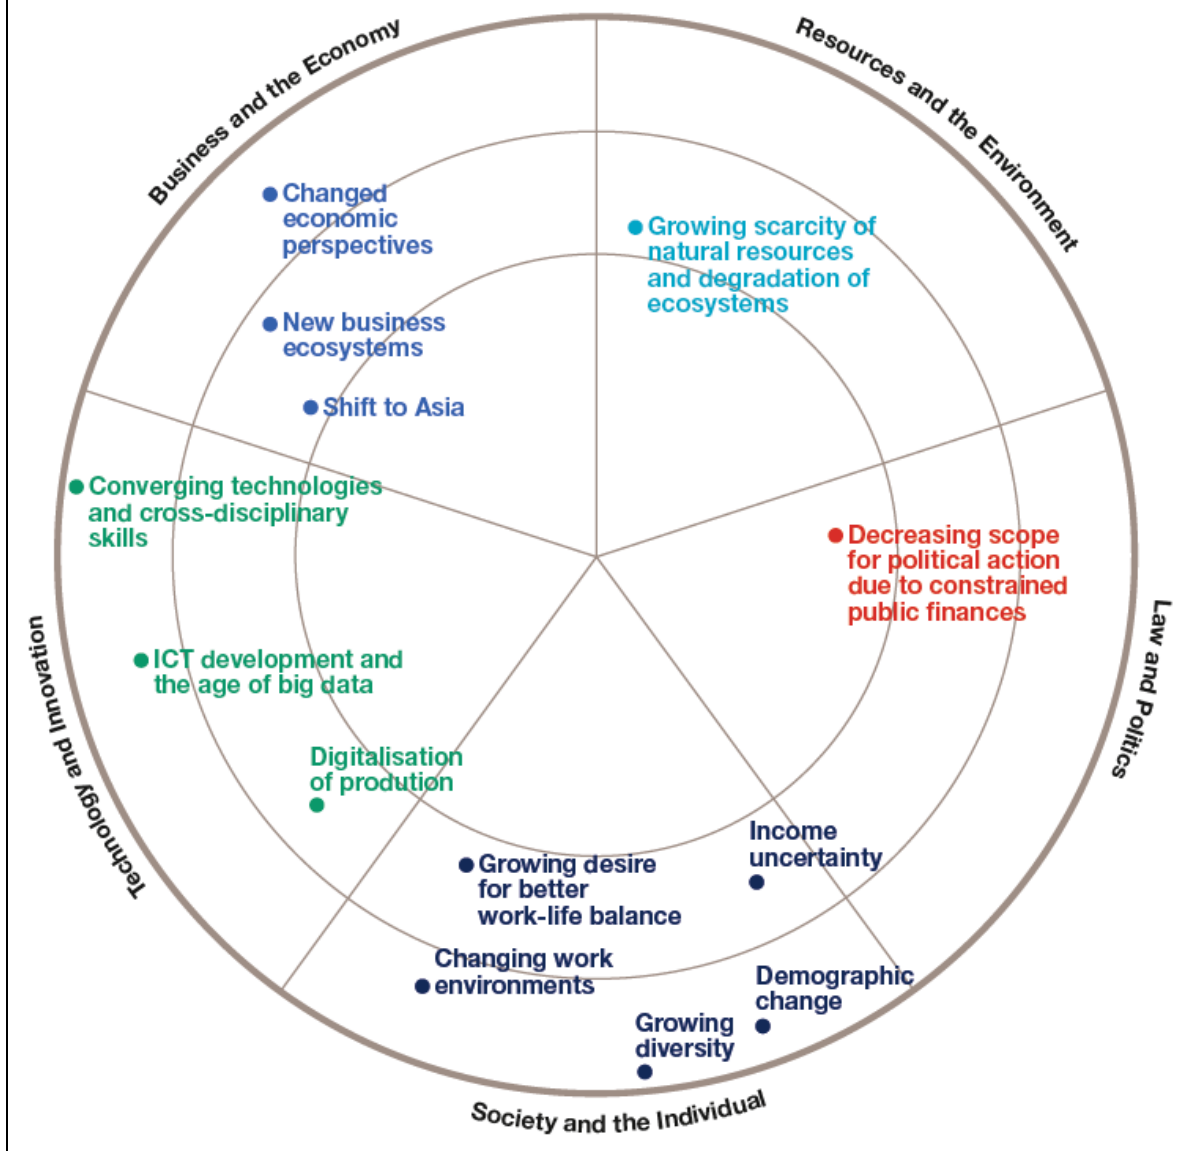 Business and the Economy
Resources and the Environment
Changed
economic
perspectives
New business
ecosystems
Shift to Asia
Growing scarcity of
natural resources
and degradation of
ecosystems
Converging technologies
and cross-disciplinary
skills
ICT development and
the age of big data
Digitalisation
of prodution
Technology and Innovation
Decreasing scope
for political action
due to constrained
public finances
Law and Politics
Income
uncertainty
Growing desire
for better
work-life balance
Changing work
environments
Demographic
change
Growing
diversity
Society and the Individual